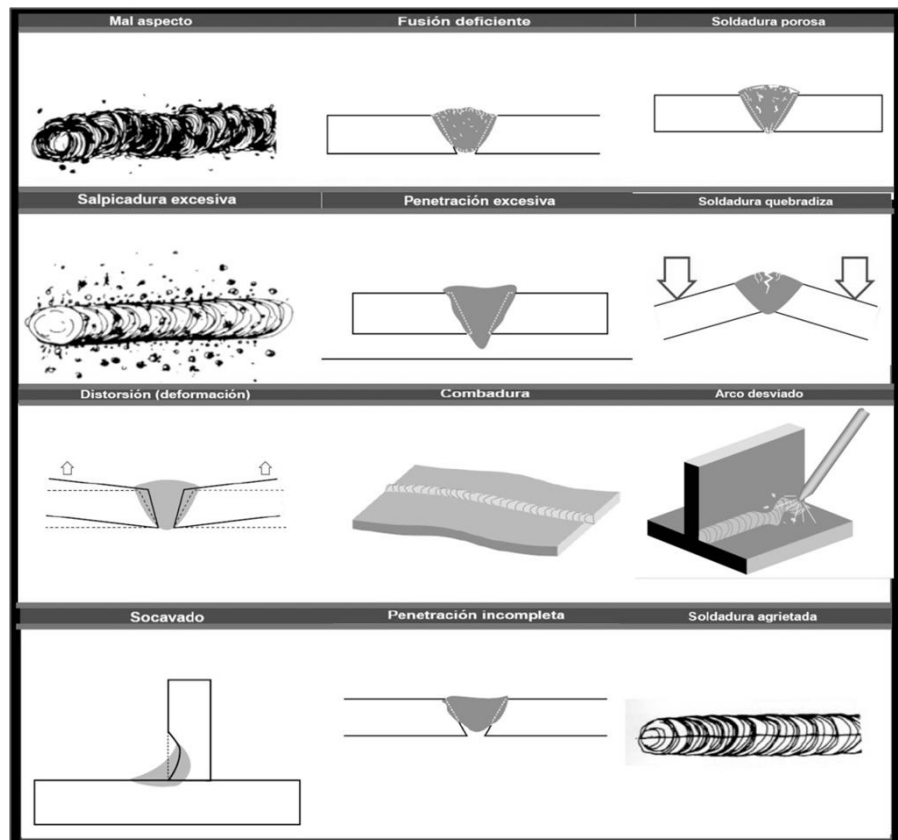 Mal aspecto
Fusión deficiente
Soldadura porosa
Salpicadura excesiva
Penetración excesiva
Soldadura quebradiza
Distorsión (deformación)
Combadura
Arco desviado
Socavado
Penetración incompleta
Soldadura agrietada